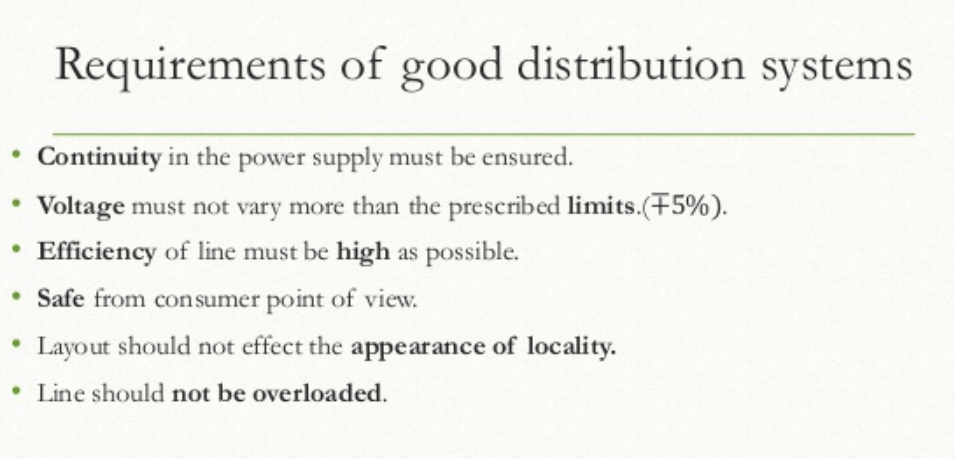 Requirements of good distribution systems
Continuity in the power supply must be ensured.
Voltage must not vary more than the prescribed limits.(∓5%).
Efficiency of line must be high as possible.
Safe from consumer point of view.
Layout should not effect the appearance of locality.
Line should not be overloaded.